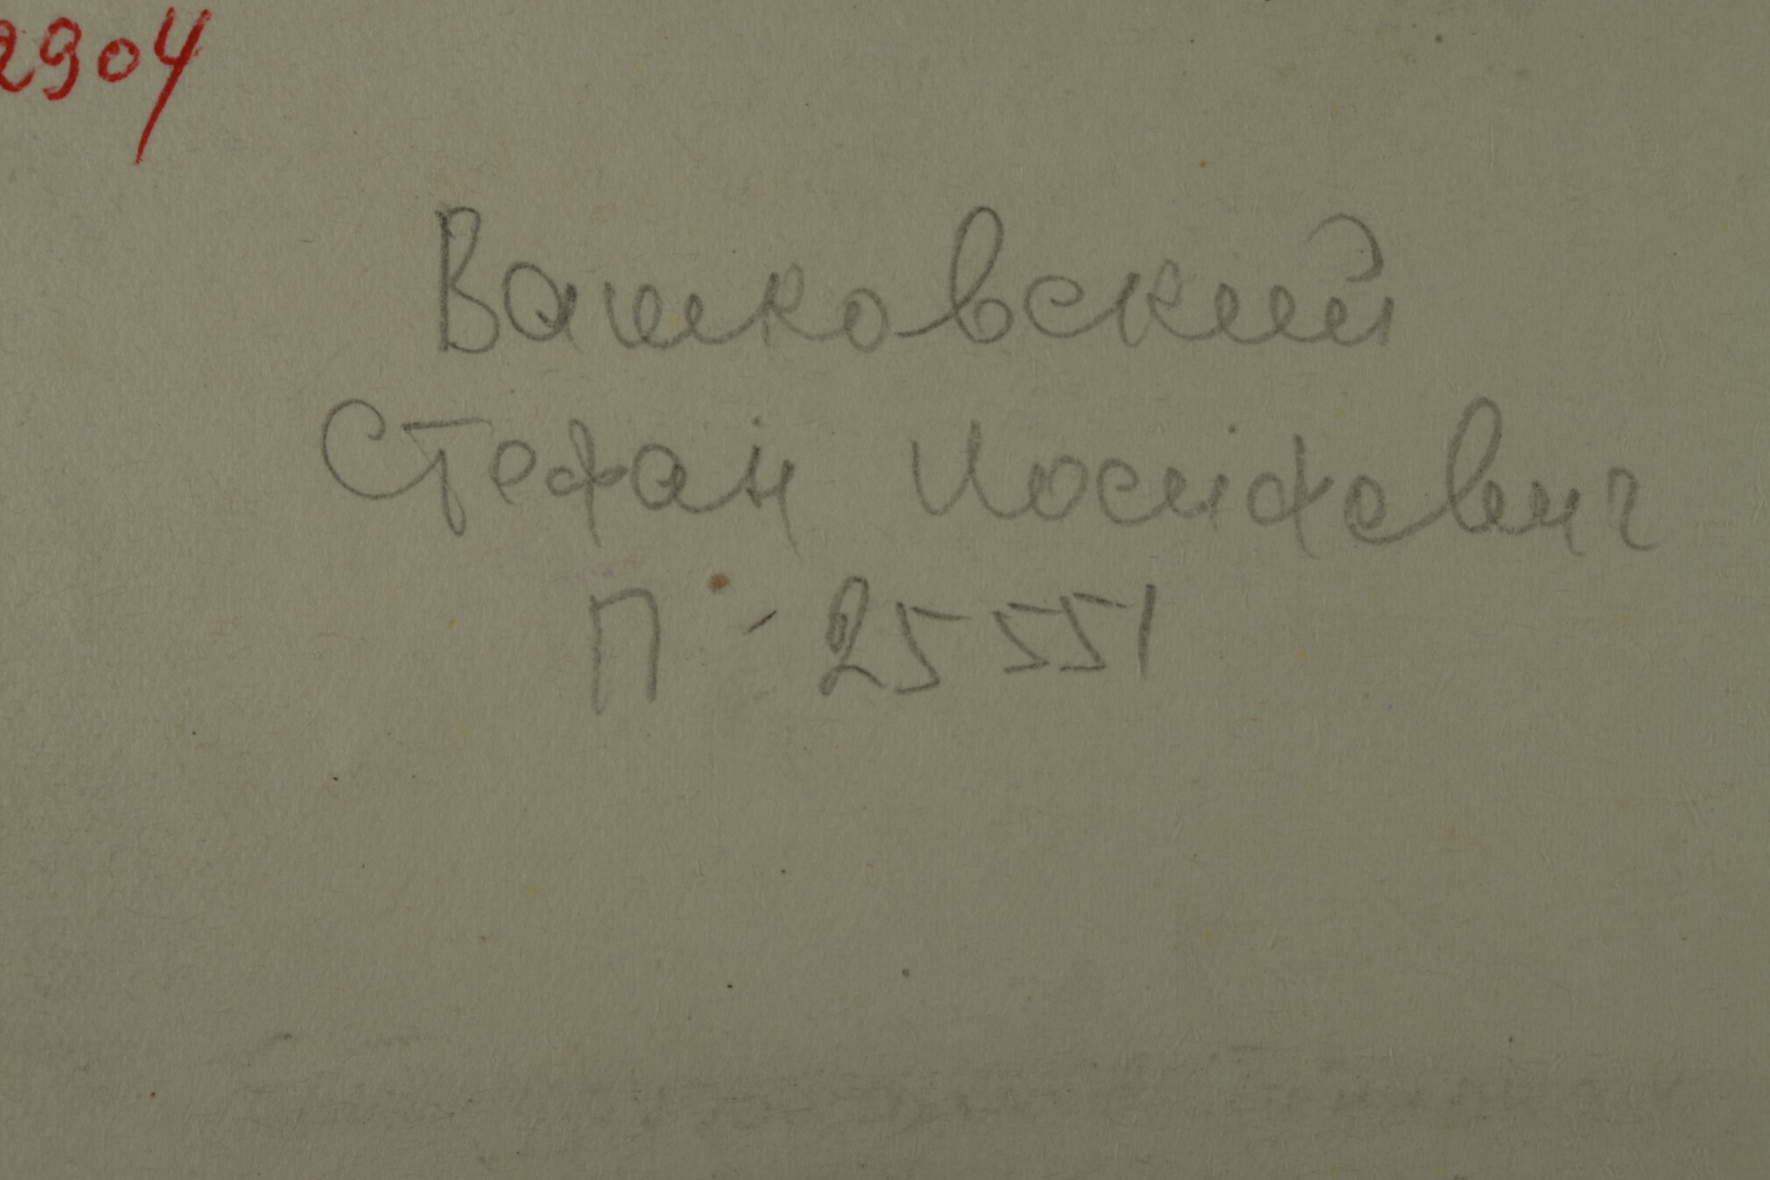 2904
Вашковский
Стефан Иосифович
П-25551